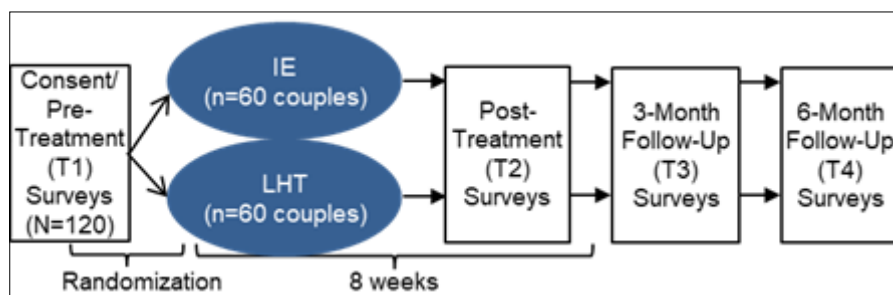 Consent/
Pre-
Treatment
(T1)
Surveys
(N=120)
IE
(n=60 couples)
LHT
(n=60 couples)
Post-
Treatment
(T2)
Surveys
3-Month
Follow-Up
(T3)
Surveys
6-Month
Follow-Up
(T4)
Surveys
Randomization
8 weeks